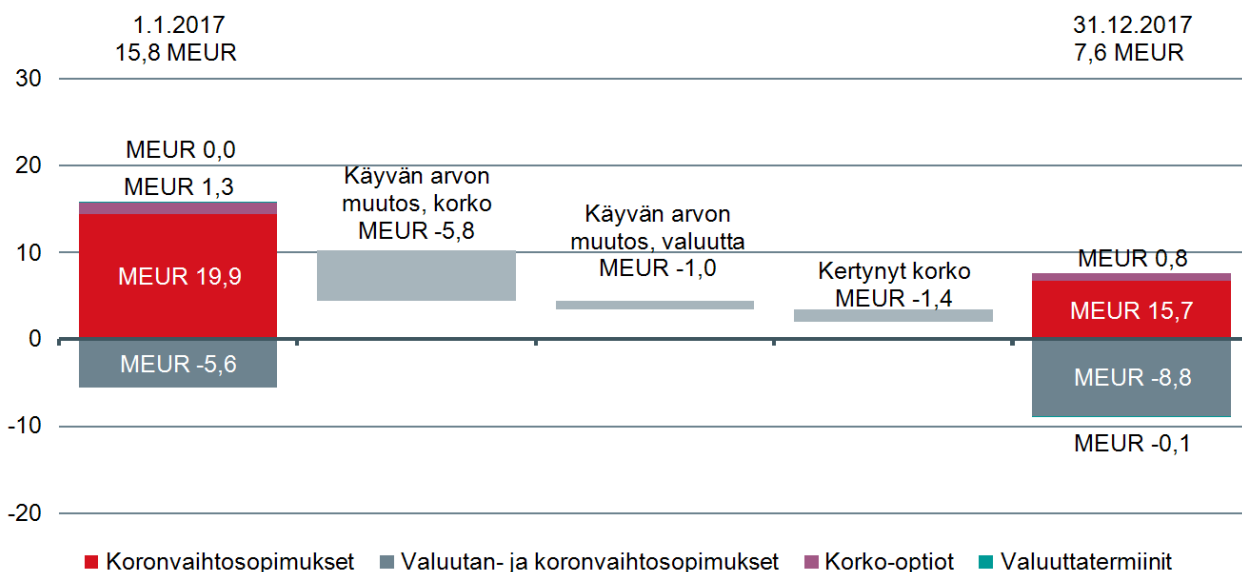 1.1.2017
15,8 MEUR
31.12.2017
7,6 MEUR
30
20
10
0
-10
-20
MEUR 0,0
MEUR 1,3
MEUR 19,9
MEUR -5,6
Käyvän arvon
muutos, korko
MEUR -5,8
Käyvän arvon
muutos, valuutta
MEUR -1,0
Kertynyt korko
MEUR -1,4
MEUR 0,8
MEUR 15,7
MEUR -8,8
MEUR -0,1
Koronvaihtosopimukset
Valuutan- ja koronvaihtosopimukset
Korko-optiot
Valuuttatermiinit